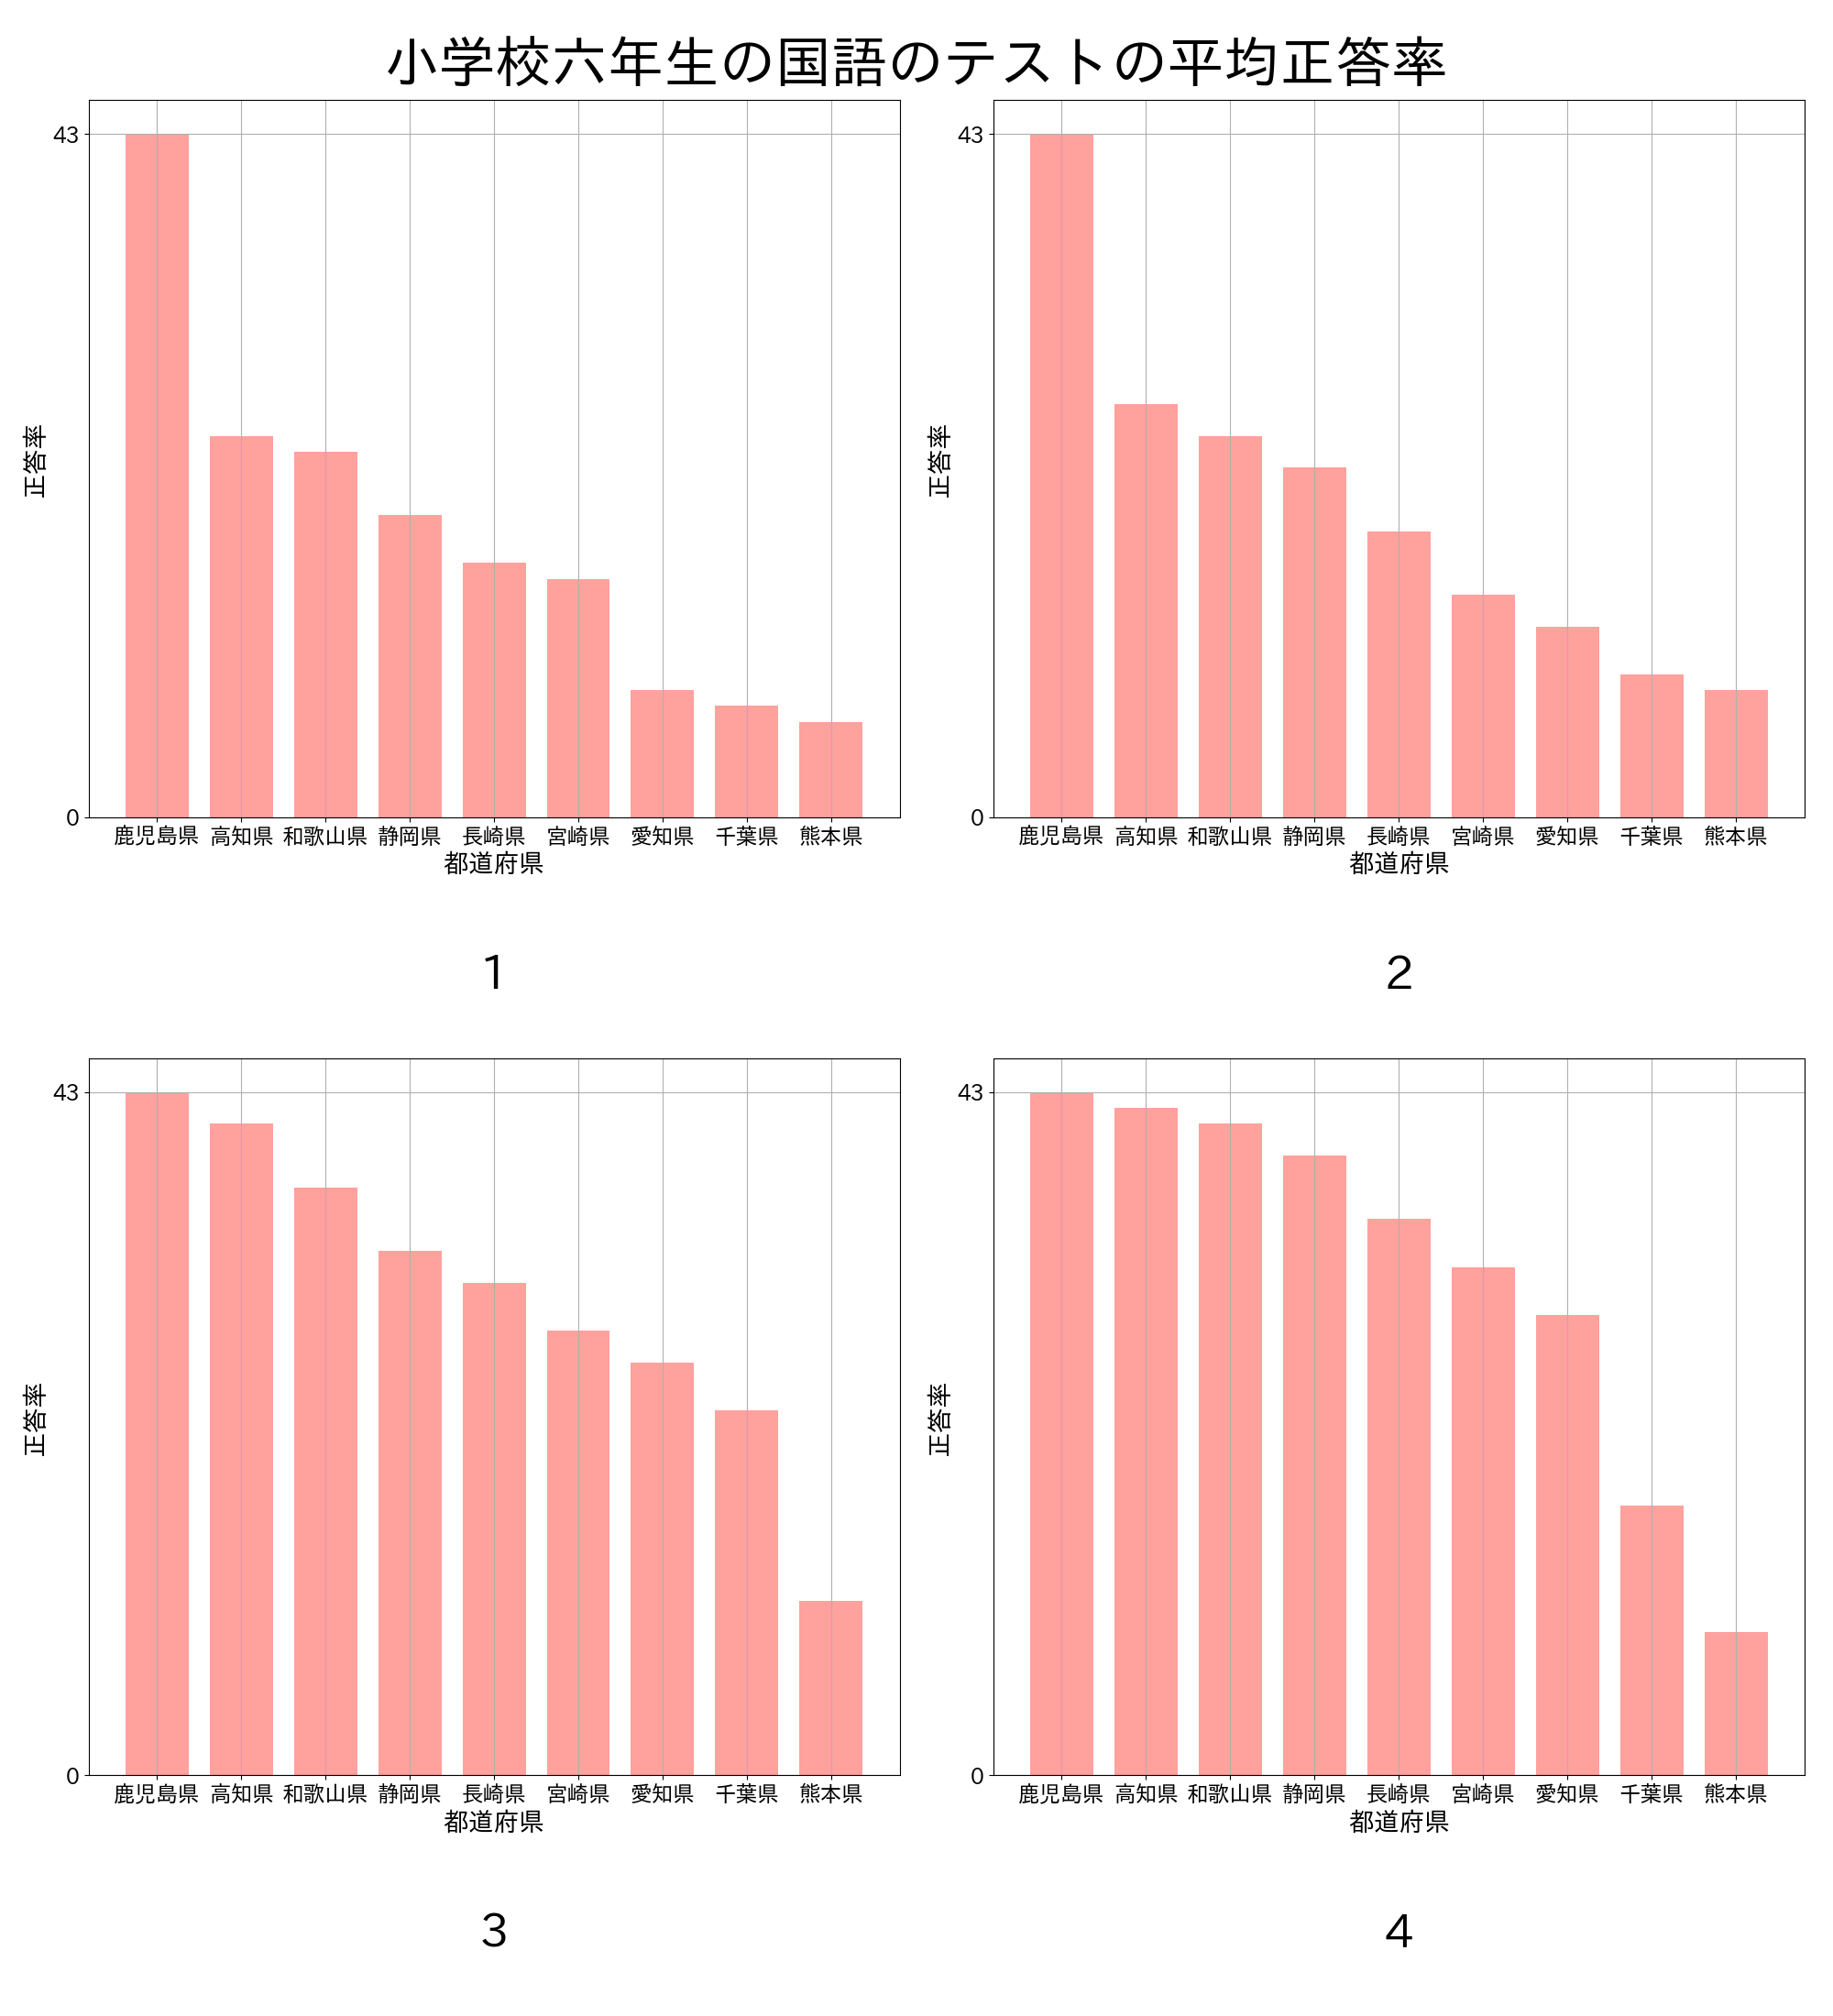 小学校六年生の国語のテストの平均正答率
43
0
正答率
鹿児島県 高知県 和歌山県 静岡県 長崎県 宮崎県 愛知県 千葉県 熊本県
都道府県
1
43
0
正答率
鹿児島県 高知県 和歌山県 静岡県 長崎県 宮崎県 愛知県 千葉県 熊本県
都道府県
2
43
0
正答率
鹿児島県 高知県 和歌山県 静岡県 長崎県 宮崎県 愛知県 千葉県 熊本県
都道府県
3
43
0
正答率
鹿児島県 高知県 和歌山県 静岡県 長崎県 宮崎県 愛知県 千葉県 熊本県
都道府県
4